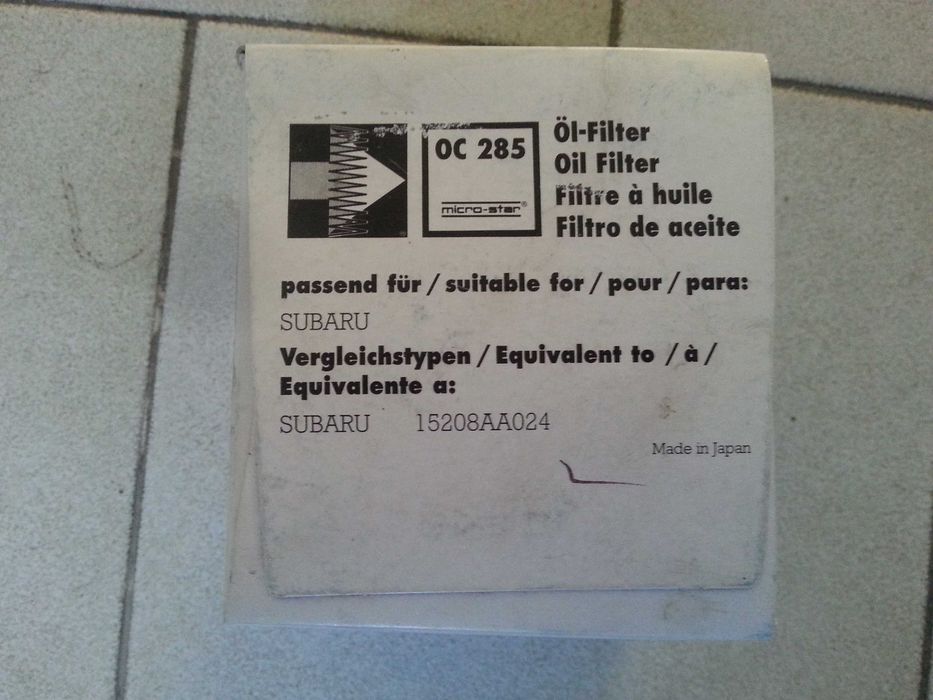 OC 285
micro-star®
Öl-Filter
Oil Filter
Filtre à huile
Filtro de aceite
passend für / suitable for / pour / para:
SUBARU
Vergleichstypen / Equivalent to / à /
Equivalente a:
SUBARU 15208AA024
Made in Japan